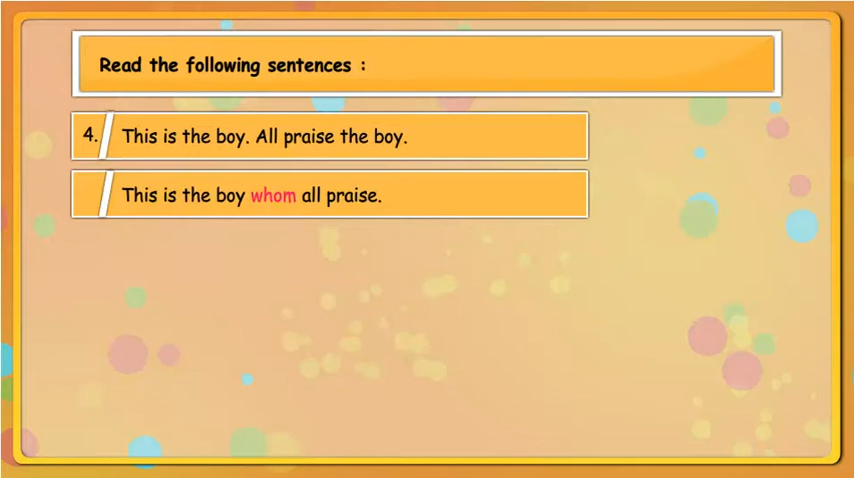 Read the following sentences :
4. This is the boy. All praise the boy.
This is the boy whom all praise.